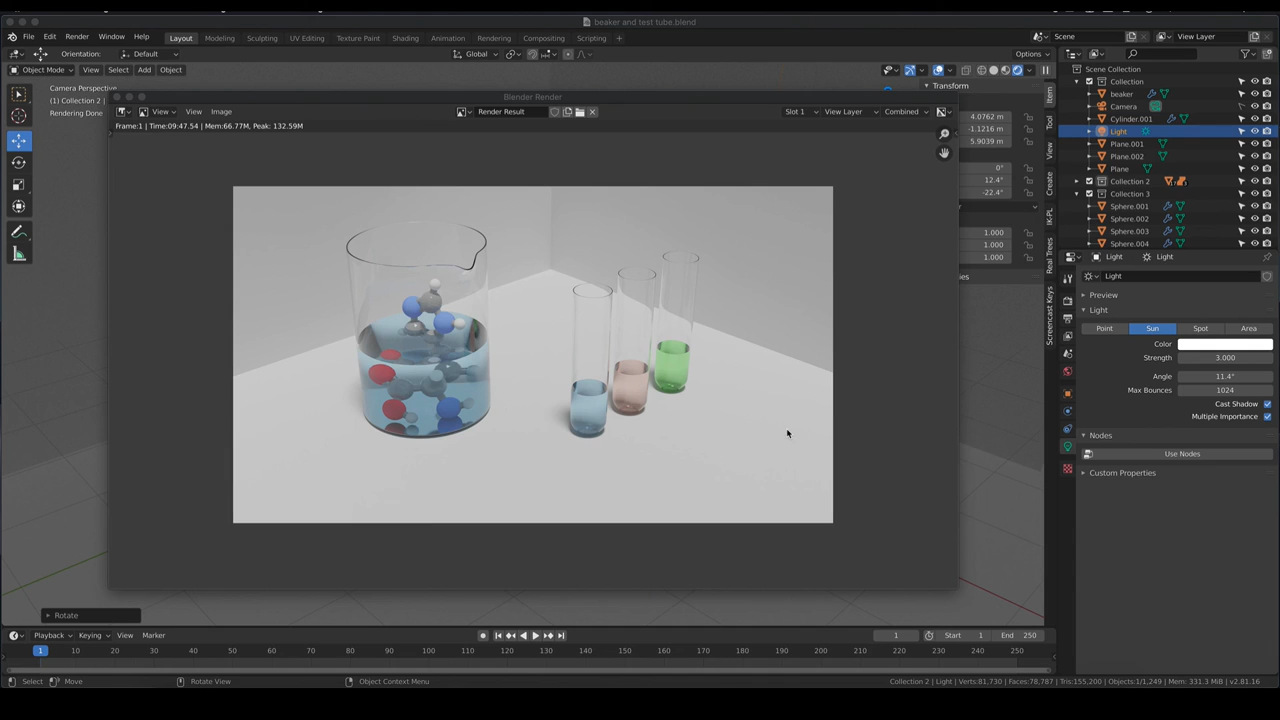 beaker and test tube.blend
File Edit Render Window Help Layout Modeling Sculpting UV Editing Texture Paint Shading Animation Rendering Compositing Scripting + Scene View Layer
Orientation: Default Global Options
Object Mode View Select Add Object
Camera Perspective
(1) Collection 2 |
Rendering Done
Blender Render
View View Image Render Result Slot 1 View Layer Combined
Frame:1 | Time:09:47.54 | Mem:66.77M, Peak: 132.59M
Transform
4.0762 m
-1.1216 m
5.9039 m
0°
12.4°
-22.4°
1.000
1.000
1.000
Item
Tool
View
Create
IK-PL
Real Trees
Screencast Keys
Scene Collection
Collection
beaker
Camera
Cylinder.001
Light
Plane.001
Plane.002
Plane
Collection 2
Collection 3
Sphere.001
Sphere.002
Sphere.003
Sphere.004
Light Light
Light
Preview
Light
Point Sun Spot Area
Color
Strength 3.000
Angle 11.4°
Max Bounces 1024
Cast Shadow
Multiple Importance
Nodes
Use Nodes
Custom Properties
Rotate
Playback Keying View Marker 1 Start 1 End 250
1 10 20 30 40 50 60 70 80 90 100 110 120 130 140 150 160 170 180 190 200 210 220 230 240 250
Select Move Rotate View Object Context Menu Collection 2 | Light | Verts:81,730 | Faces:78,787 | Tris:155,200 | Objects:1/1,249 | Mem: 331.3 MiB | v2.81.16